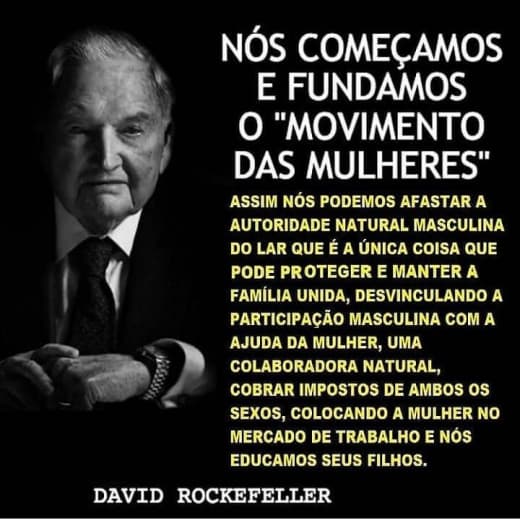 NÓS COMEÇAMOS
E FUNDAMOS
O "MOVIMENTO
DAS MULHERES"
ASSIM NÓS PODEMOS AFASTAR A
AUTORIDADE NATURAL MASCULINA
DO LAR QUE É A ÚNICA COISA QUE
PODE PROTEGER E MANTER A
FAMÍLIA UNIDA, DESVINCULANDO A
PARTICIPAÇÃO MASCULINA COM A
AJUDA DA MULHER, UMA
COLABORADORA NATURAL,
COBRAR IMPOSTOS DE AMBOS OS
SEXOS, COLOCANDO A MULHER NO
MERCADO DE TRABALHO E NÓS
EDUCAMOS SEUS FILHOS.
DAVID ROCKEFELLER